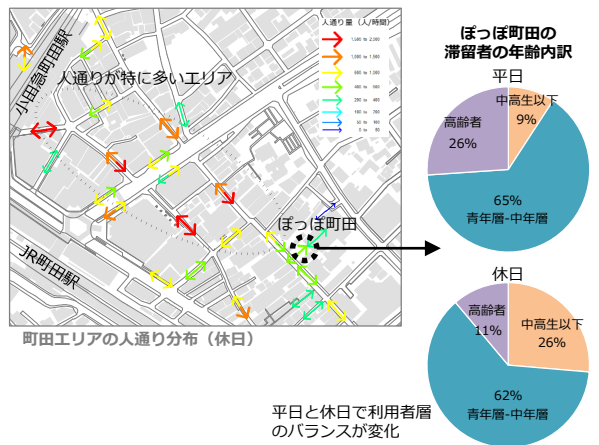 人通り量（人/時間）
1,500 to 2,000
1,000 to 1,500
600 to 1,000
400 to 600
200 to 400
100 to 200
50 to 100
0 to 50
小田急町田駅
人通りが特に多いエリア
ぽっぽ町田
JR町田駅
町田エリアの人通り分布（休日）
ぽっぽ町田の
滞留者の年齢内訳
平日
中高生以下
9%
高齢者
26%
65%
青年層-中年層
休日
高齢者
11%
中高生以下
26%
62%
青年層-中年層
平日と休日で利用者層
のバランスが変化